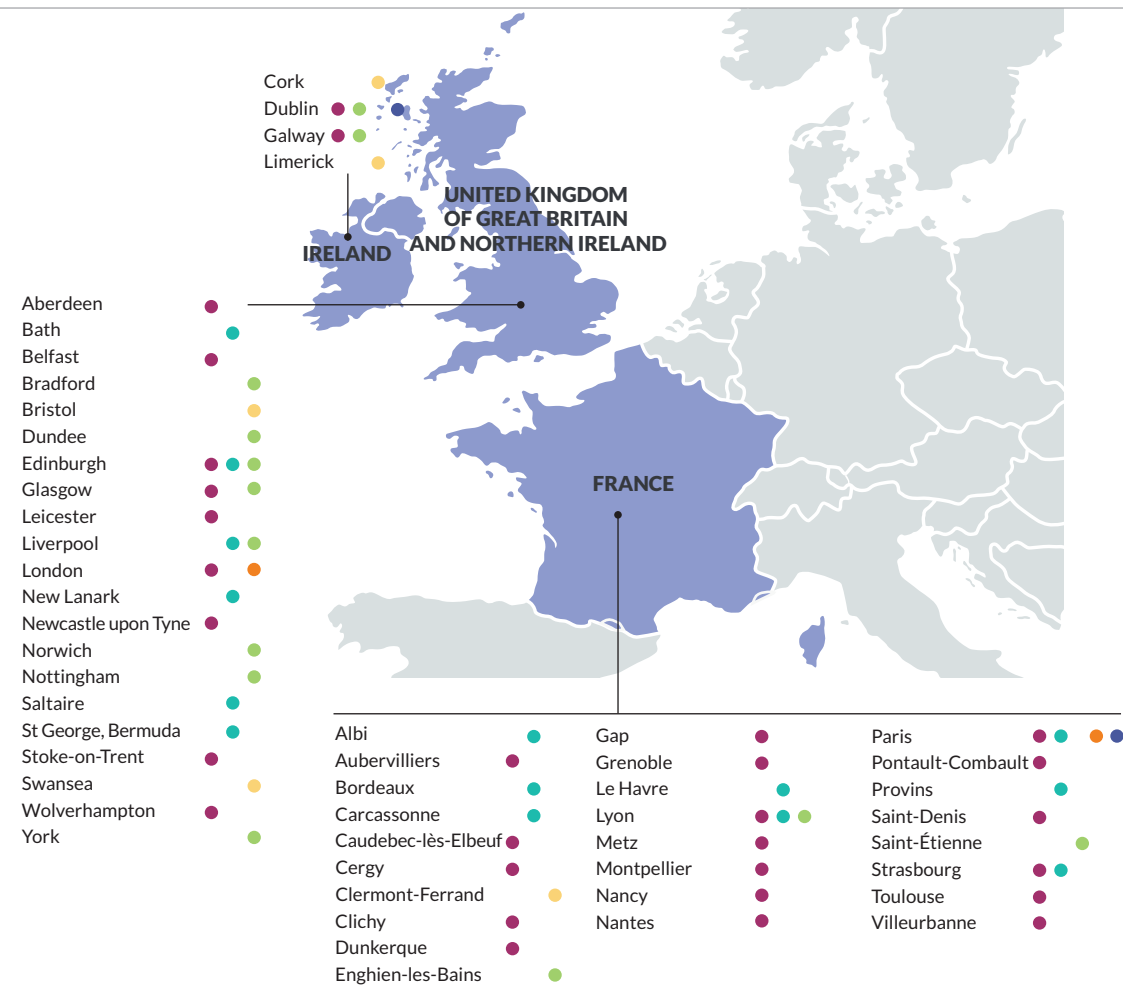 Cork
Dublin
Galway
Limerick
UNITED KINGDOM
OF GREAT BRITAIN
AND NORTHERN IRELAND
IRELAND
Aberdeen
Bath
Belfast
Bradford
Bristol
Dundee
Edinburgh
Glasgow
Leicester
Liverpool
London
New Lanark
Newcastle upon Tyne
Norwich
Nottingham
Saltaire
St George, Bermuda
Stoke-on-Trent
Swansea
Wolverhampton
York
FRANCE
Albi
Aubervilliers
Bordeaux
Carcassonne
Caudebec-lès-Elbeuf
Cergy
Clermont-Ferrand
Clichy
Dunkerque
Enghien-les-Bains
Gap
Grenoble
Le Havre
Lyon
Metz
Montpellier
Nancy
Nantes
Paris
Pontault-Combault
Provins
Saint-Denis
Saint-Étienne
Strasbourg
Toulouse
Villeurbanne